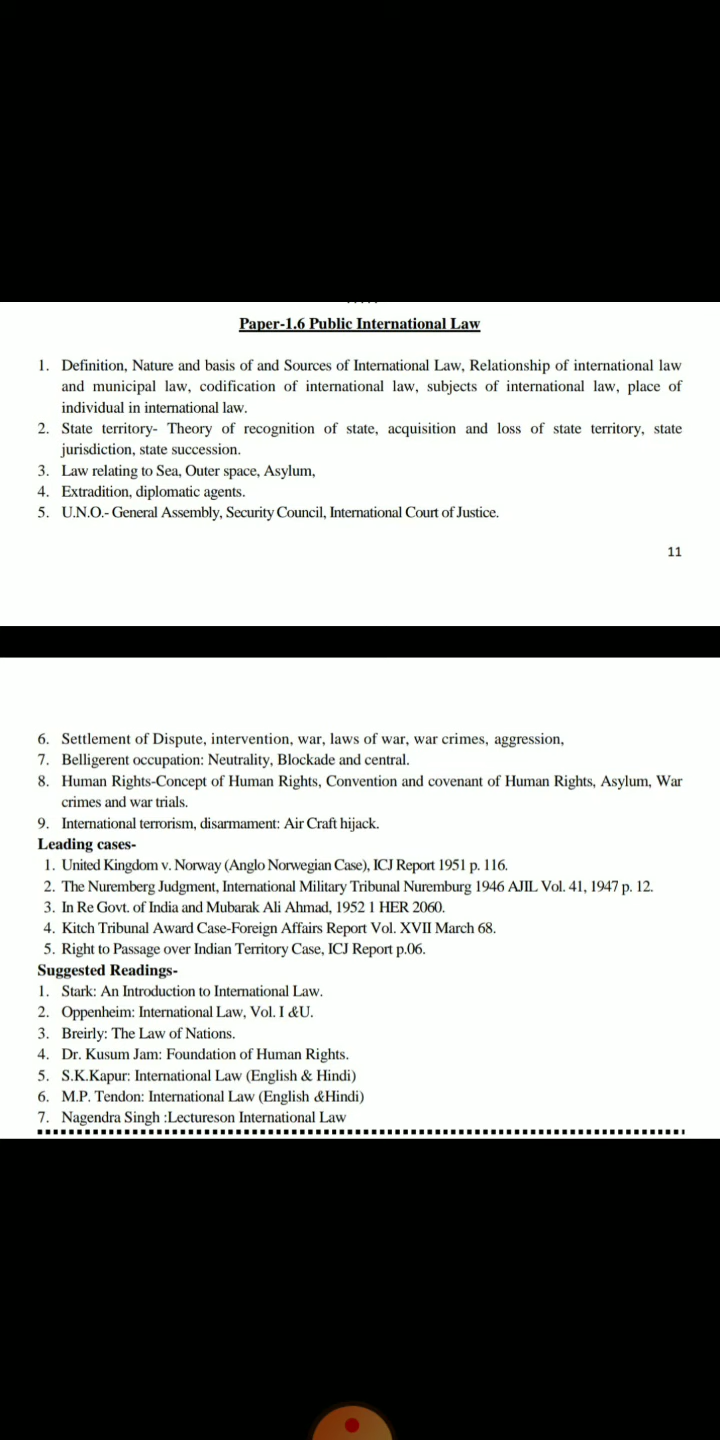 Paper-1.6 Public International Law
1. Definition, Nature and basis of and Sources of International Law, Relationship of international law
and municipal law, codification of international law, subjects of international law, place of
individual in international law.
2. State territory- Theory of recognition of state, acquisition and loss of state territory, state
jurisdiction, state succession.
3. Law relating to Sea, Outer space, Asylum,
4. Extradition, diplomatic agents.
5. U.N.O.- General Assembly, Security Council, International Court of Justice.
11
6. Settlement of Dispute, intervention, war, laws of war, war crimes, aggression,
7. Belligerent occupation: Neutrality, Blockade and central.
8. Human Rights-Concept of Human Rights, Convention and covenant of Human Rights, Asylum, War
crimes and war trials.
9. International terrorism, disarmament: Air Craft hijack.
Leading cases-
1. United Kingdom v. Norway (Anglo Norwegian Case), ICJ Report 1951 p. 116.
2. The Nuremberg Judgment, International Military Tribunal Nuremburg 1946 AJIL Vol. 41, 1947 p. 12.
3. In Re Govt. of India and Mubarak Ali Ahmad, 1952 1 HER 2060.
4. Kitch Tribunal Award Case-Foreign Affairs Report Vol. XVII March 68.
5. Right to Passage over Indian Territory Case, ICJ Report p.06.
Suggested Readings-
1. Stark: An Introduction to International Law.
2. Oppenheim: International Law, Vol. I &U.
3. Breirly: The Law of Nations.
4. Dr. Kusum Jam: Foundation of Human Rights.
5. S.K.Kapur: International Law (English & Hindi)
6. M.P. Tendon: International Law (English &Hindi)
7. Nagendra Singh :Lectureson International Law